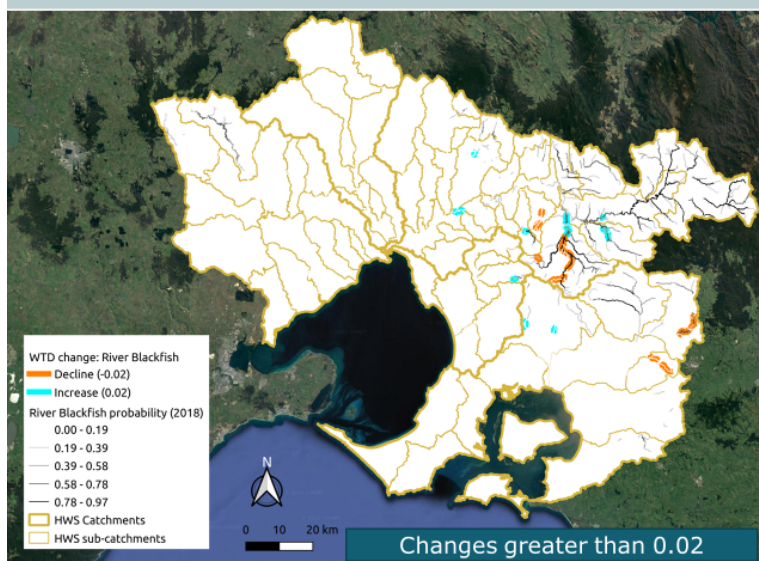 WTD change: River Blackfish
Decline (-0.02)
Increase (0.02)
River Blackfish probability (2018)
0.00 - 0.19
0.19 - 0.39
0.39 - 0.58
0.58 - 0.78
0.78 - 0.97
HWS Catchments
HWS sub-catchments
N
0 10 20 km
Changes greater than 0.02